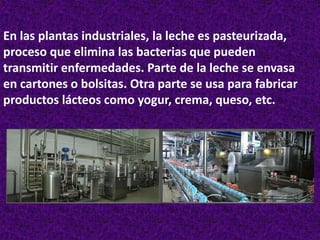 En las plantas industriales, la leche es pasteurizada,
proceso que elimina las bacterias que pueden
transmitir enfermedades. Parte de la leche se envasa
en cartones o bolsitas. Otra parte se usa para fabricar
productos lácteos como yogur, crema, queso, etc.